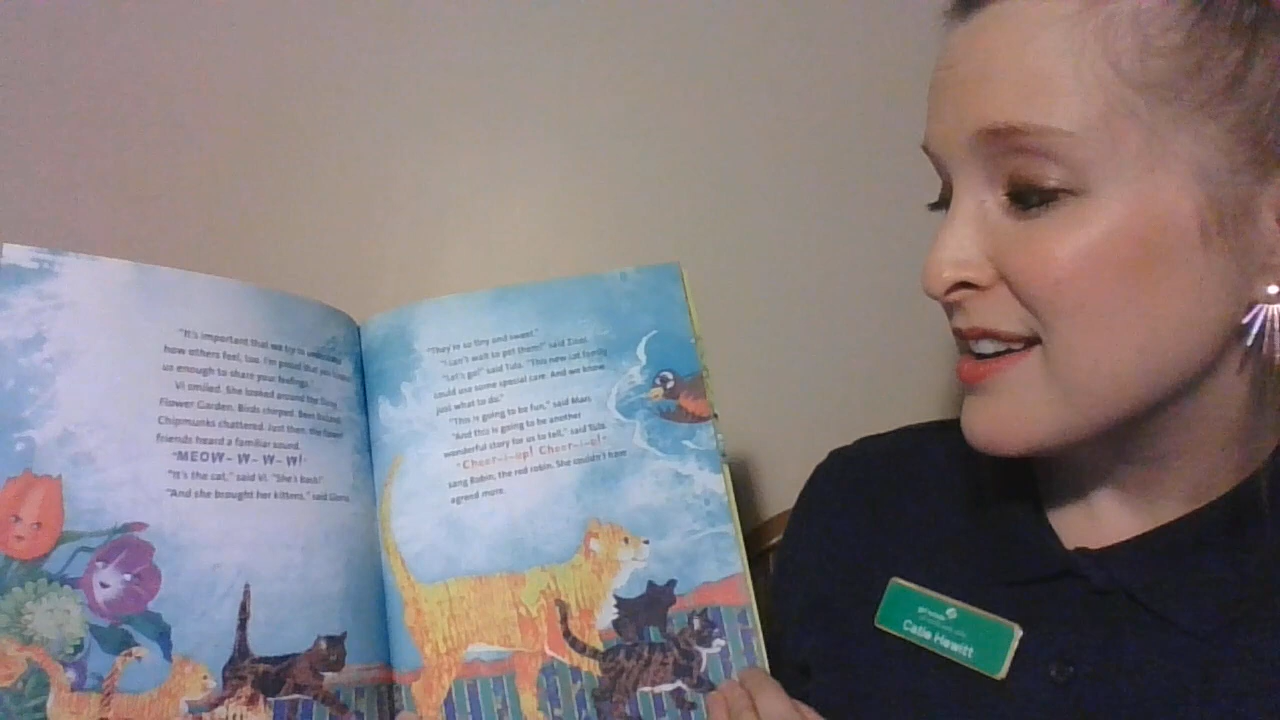 "It's important that we try to understand
how others feel, too. I'm proud that you trusted
us enough to share your feelings."
Vi smiled. She looked around the
Flower Garden. Birds chirped. Bees buzzed.
Chipmunks chattered. Just then, the flower
friends heard a familiar sound.
"MEOW-W-W-W!"
"It's the cat," said Vi. "She's back!"
"And she brought her kittens," said Gloria.
"They're so tiny and sweet."
"I can't wait to pet them!" said Zinni.
"Let's go!" said Tula. "This new cat family
could use some special care. And we know
just what to do."
"This is going to be fun," said Mari.
"And this is going to be another
wonderful story for us to tell," said Tula.
"Cheer-i-up! Cheer-i-o!"
sang Robin, the red robin. She couldn't have
agreed more.
girl scouts
Catie Hewitt